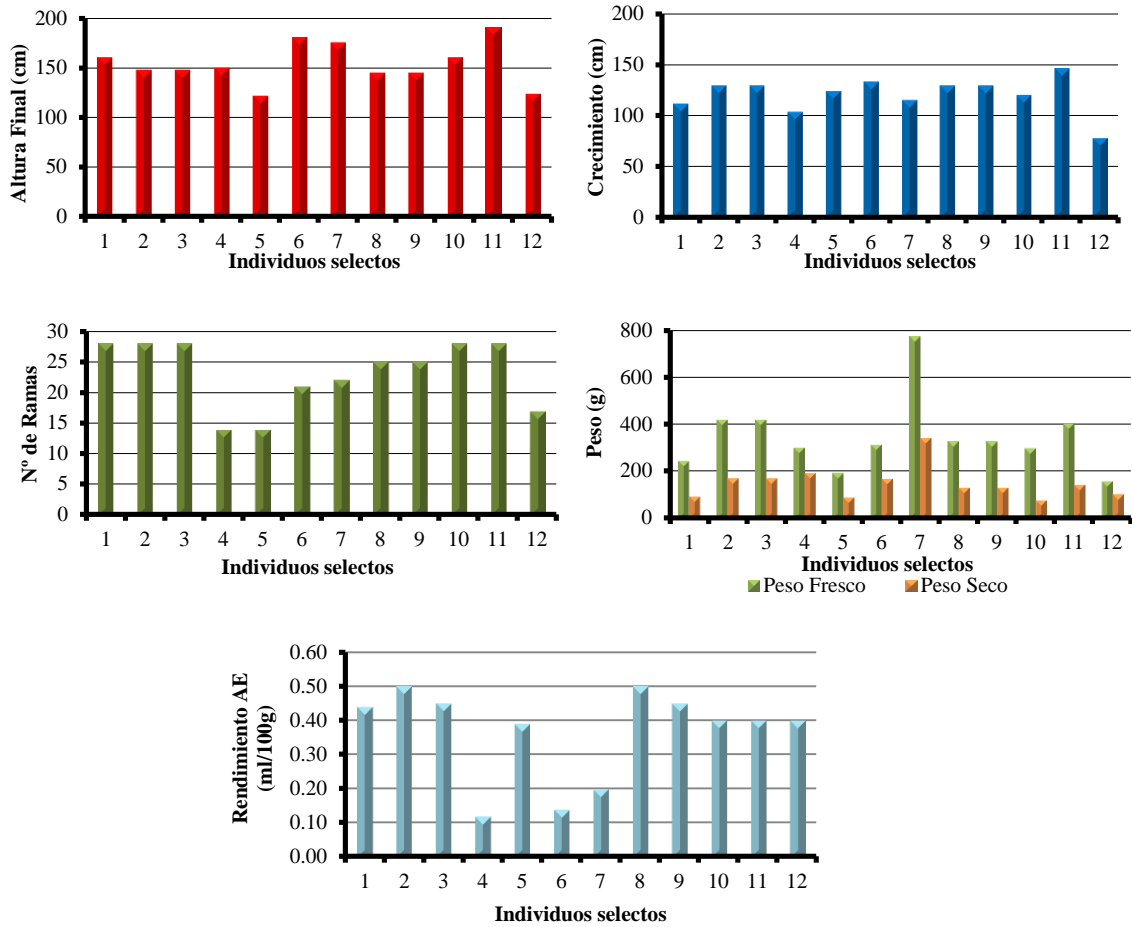 Altura Final (cm)
200
150
100
50
0
1 2 3 4 5 6 7 8 9 10 11 12
Individuos selectos
Crecimiento (cm)
200
150
100
50
0
1 2 3 4 5 6 7 8 9 10 11 12
Individuos selectos
Nº de Ramas
30
25
20
15
10
5
0
1 2 3 4 5 6 7 8 9 10 11 12
Individuos selectos
Peso (g)
800
600
400
200
0
1 2 3 4 5 6 7 8 9 10 11 12
Individuos selectos
Peso Fresco Peso Seco
Rendimiento AE
(ml/100g)
0.60
0.50
0.40
0.30
0.20
0.10
0.00
1 2 3 4 5 6 7 8 9 10 11 12
Individuos selectos